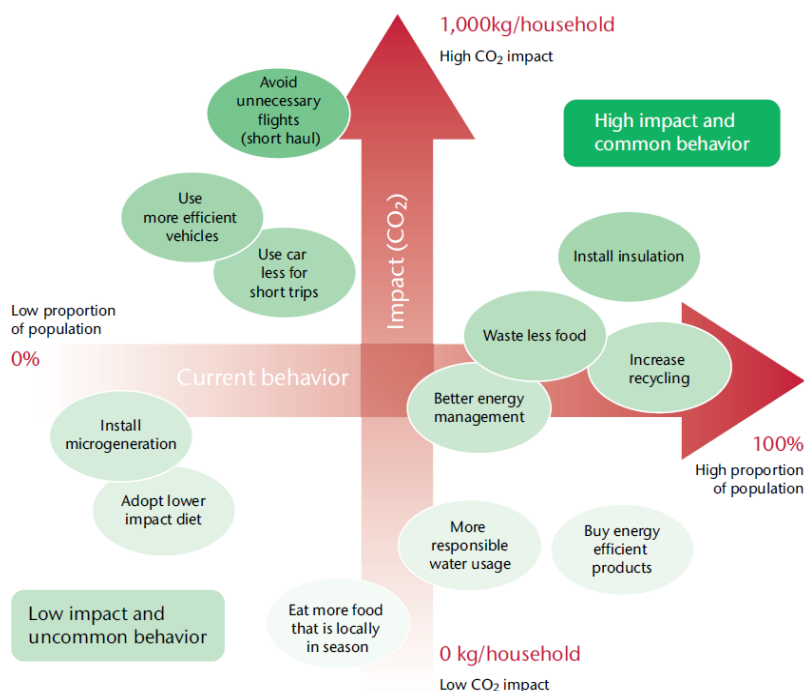 1,000kg/household
High CO₂ impact
Avoid
unnecessary
flights
(short haul)
High impact and
common behavior
Use
more efficient
vehicles
Use car
less for
short trips
Install insulation
Impact (CO₂)
Low proportion
of population
0%
Waste less food
Increase
recycling
Current behavior
Better energy
management
Install
microgeneration
100%
High proportion
of population
Adopt lower
impact diet
More
responsible
water usage
Buy energy
efficient
products
Low impact and
uncommon behavior
Eat more food
that is locally
in season
0 kg/household
Low CO₂ impact